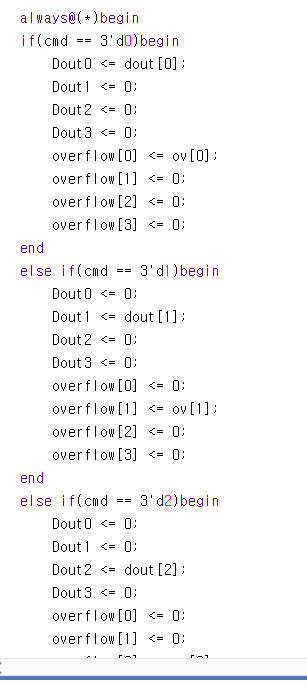 always@(*)begin
if(cmd == 3'd0)begin
Dout0 <= dout[0];
Dout1 <= 0;
Dout2 <= 0;
Dout3 <= 0;
overflow[0] <= ov[0];
overflow[1] <= 0;
overflow[2] <= 0;
overflow[3] <= 0;
end
else if(cmd == 3'd1)begin
Dout0 <= 0;
Dout1 <= dout[1];
Dout2 <= 0;
Dout3 <= 0;
overflow[0] <= 0;
overflow[1] <= ov[1];
overflow[2] <= 0;
overflow[3] <= 0;
end
else if(cmd == 3'd2)begin
Dout0 <= 0;
Dout1 <= 0;
Dout2 <= dout[2];
Dout3 <= 0;
overflow[0] <= 0;
overflow[1] <= 0;